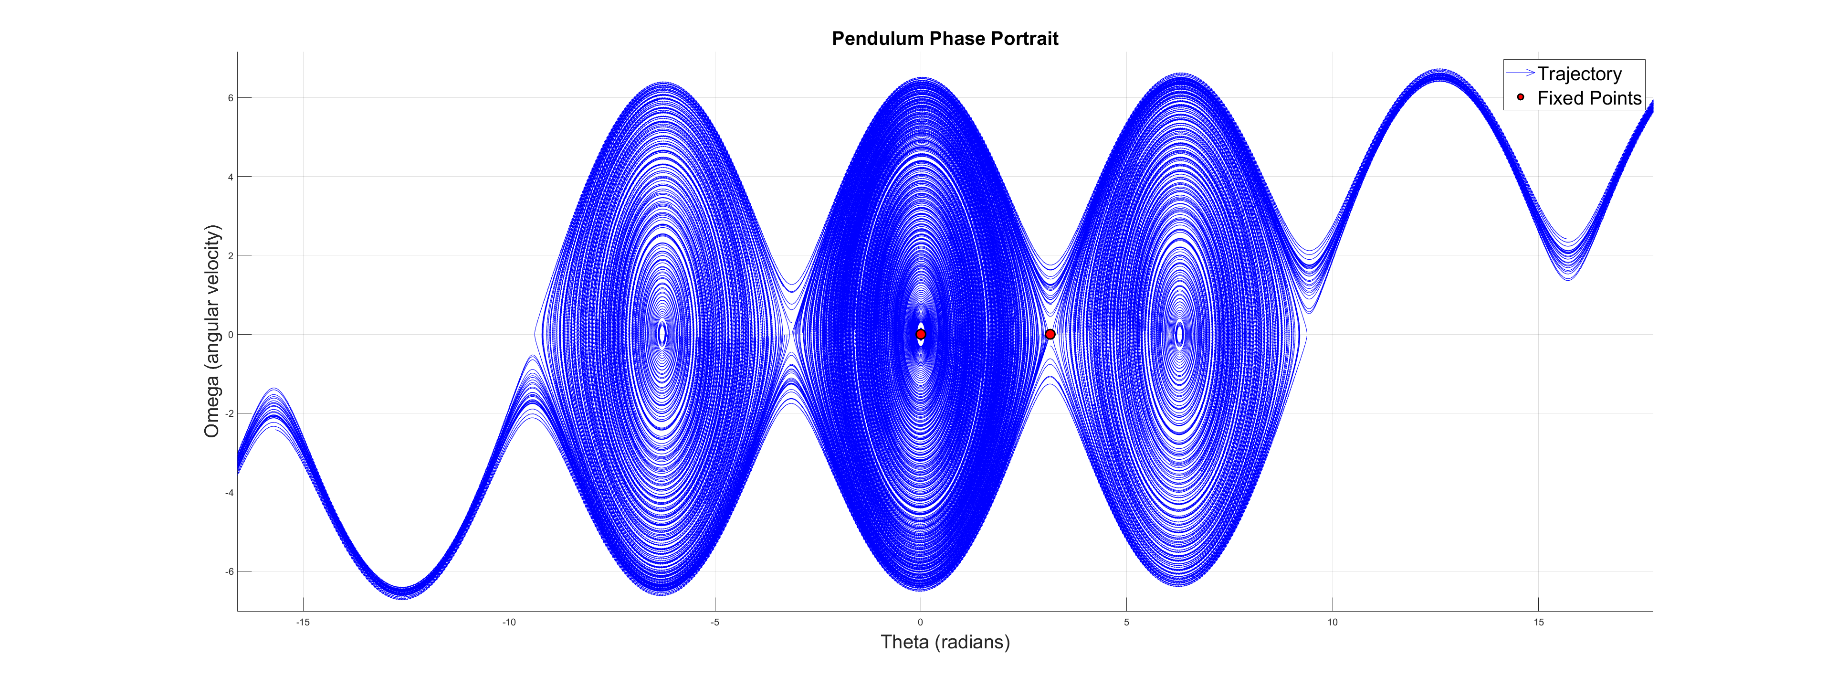 Pendulum Phase Portrait
Trajectory
Fixed Points
6
4
2
0
-2
-4
-6
Omega (angular velocity)
-15
-10
-5
0
5
10
15
Theta (radians)